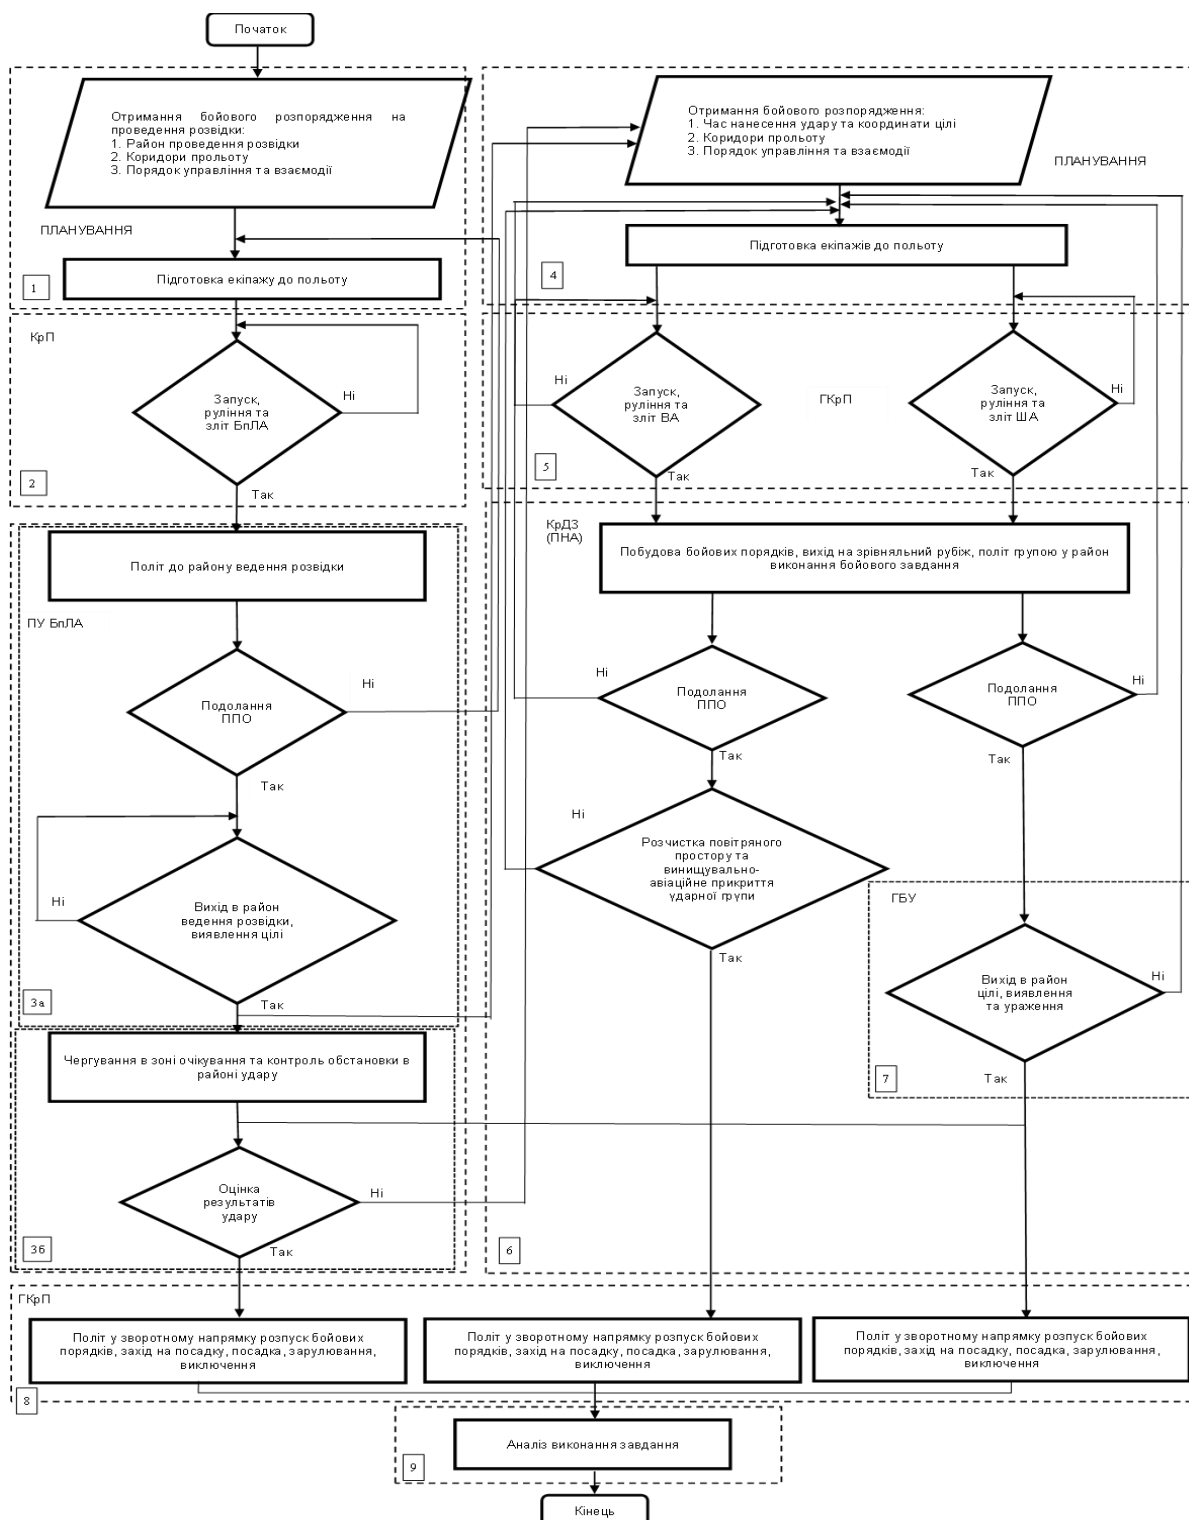 Початок
Отримання бойового розпорядження на
проведення розвідки:
1. Район проведення розвідки
2. Коридори прольоту
3. Порядок управління та взаємодії
ПЛАНУВАННЯ
Підготовка екіпажу до польоту
1
Отримання бойового розпорядження:
1. Час нанесення удару та координати цілі
2. Коридори прольоту
3. Порядок управління та взаємодії
ПЛАНУВАННЯ
Підготовка екіпажів до польоту
4
КрП
Запуск,
руління та
зліт БпЛА
Ні
Так
2
Ні
Запуск,
руління та
зліт ВА
Так
ГКрП
Запуск,
руління та
зліт ША
Ні
Так
5
Політ до району ведення розвідки
ПУ БпЛА
Подолання
ППО
Ні
Так
Ні
Вихід в район
ведення розвідки,
виявлення цілі
Так
3а
Чергування в зоні очікування та контроль обстановки в
районі удару
Оцінка
результатів
удару
Ні
Так
3б
КрДЗ
(ПНА)
Побудова бойових порядків, вихід на зрівняльний рубіж, політ групою у район
виконання бойового завдання
Ні
Подолання
ППО
Так
Подолання
ППО
Ні
Так
Ні
Розчистка повітряного
простору та
винищувально-
авіаційне прикриття
ударної групи
Так
ГБУ
Вихід в район
цілі, виявлення
та ураження
Ні
Так
7
6
ГКрП
Політ у зворотному напрямку розпуск бойових
порядків, захід на посадку, посадка, зарулювання,
виключення
Політ у зворотному напрямку розпуск бойових
порядків, захід на посадку, посадка, зарулювання,
виключення
Політ у зворотному напрямку розпуск бойових
порядків, захід на посадку, посадка, зарулювання,
виключення
8
Аналіз виконання завдання
9
Кінець